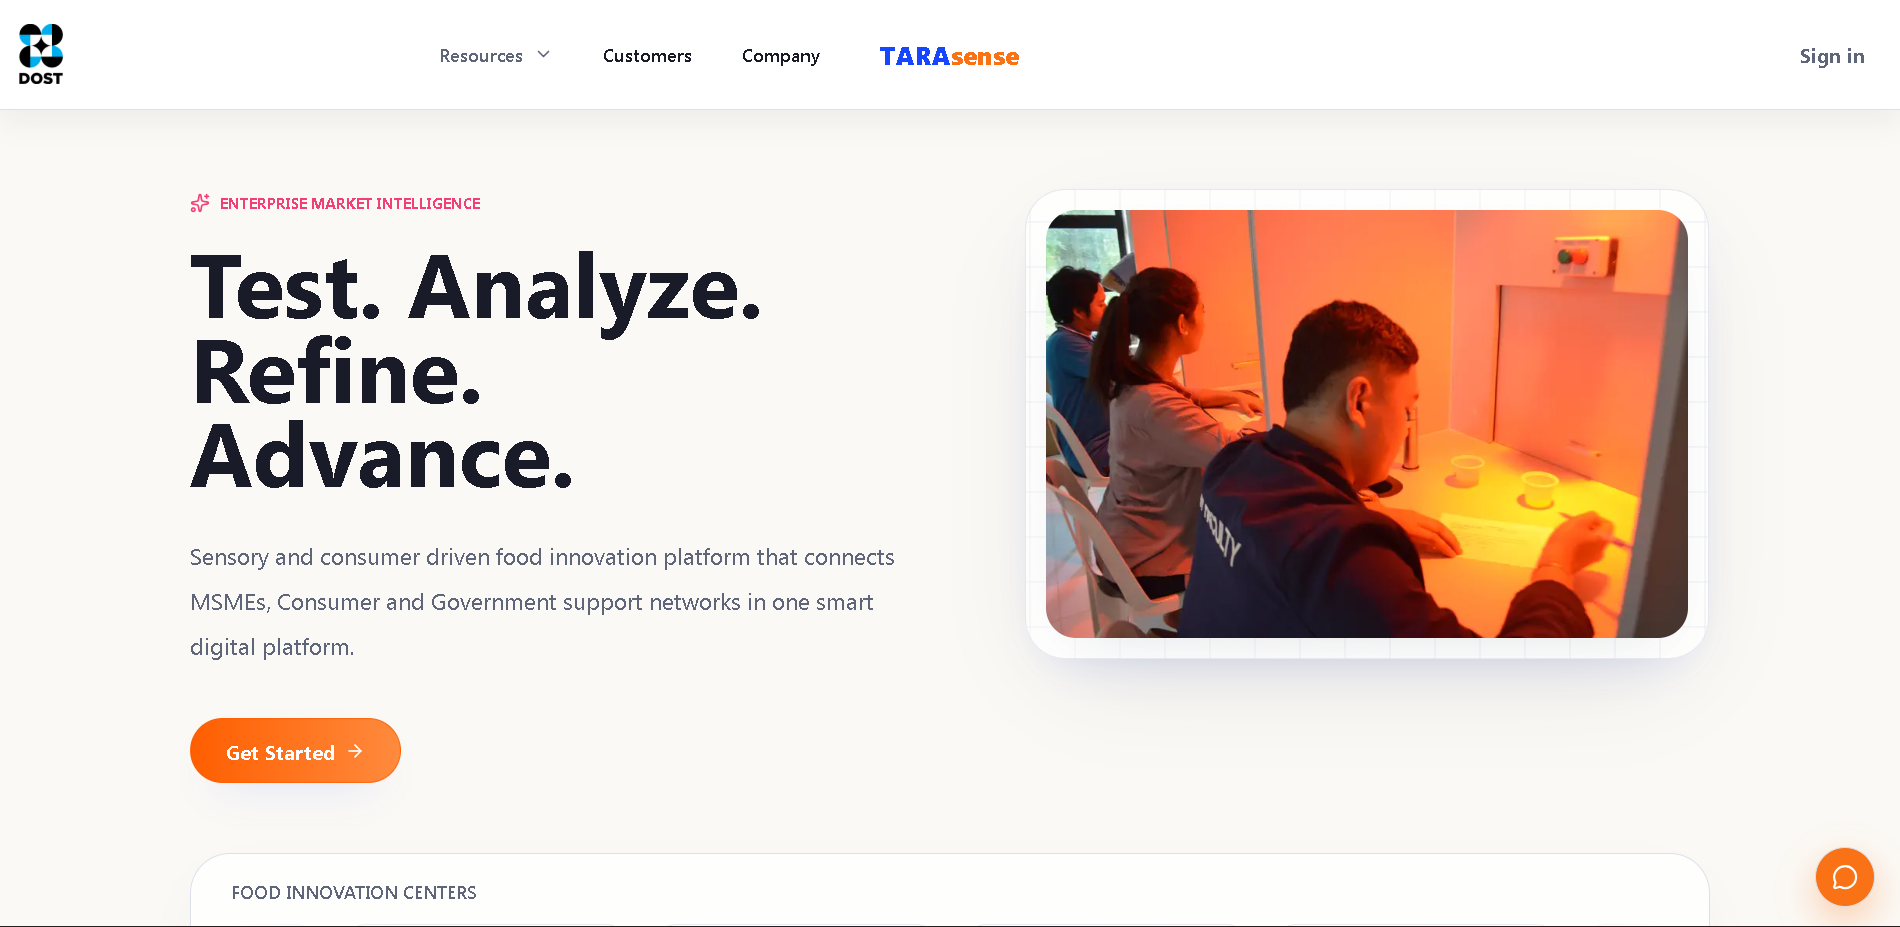 DOST
Resources
Customers
Company
TARAsense
Sign in
ENTERPRISE MARKET INTELLIGENCE
Test. Analyze.
Refine.
Advance.
Sensory and consumer driven food innovation platform that connects
MSMEs, Consumer and Government support networks in one smart
digital platform.
FACULTY
Get Started
FOOD INNOVATION CENTERS